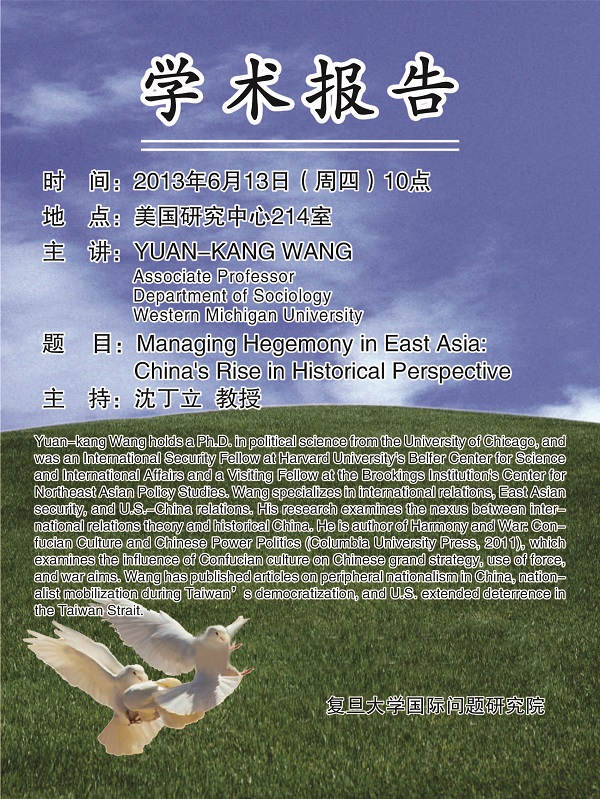 学术报告
时 间：2013年6月13日（周四）10点
地 点：美国研究中心214室
主 讲：YUAN-KANG WANG
Associate Professor
Department of Sociology
Western Michigan University
题 目：Managing Hegemony in East Asia:
China's Rise in Historical Perspective
主 持：沈丁立 教授
Yuan-kang Wang holds a Ph.D. in political science from the University of Chicago, and
was an International Security Fellow at Harvard University's Belfer Center for Science
and International Affairs and a Visiting Fellow at the Brookings Institution's Center for
Northeast Asian Policy Studies. Wang specializes in international relations, East Asian
security, and U.S.-China relations. His research examines the nexus between inter-
national relations theory and historical China. He is author of Harmony and War: Con-
fucian Culture and Chinese Power Politics (Columbia University Press, 2011), which
examines the influence of Confucian culture on Chinese grand strategy, use of force,
and war aims. Wang has published articles on peripheral nationalism in China, nation-
alist mobilization during Taiwan’s democratization, and U.S. extended deterrence in
the Taiwan Strait.
复旦大学国际问题研究院